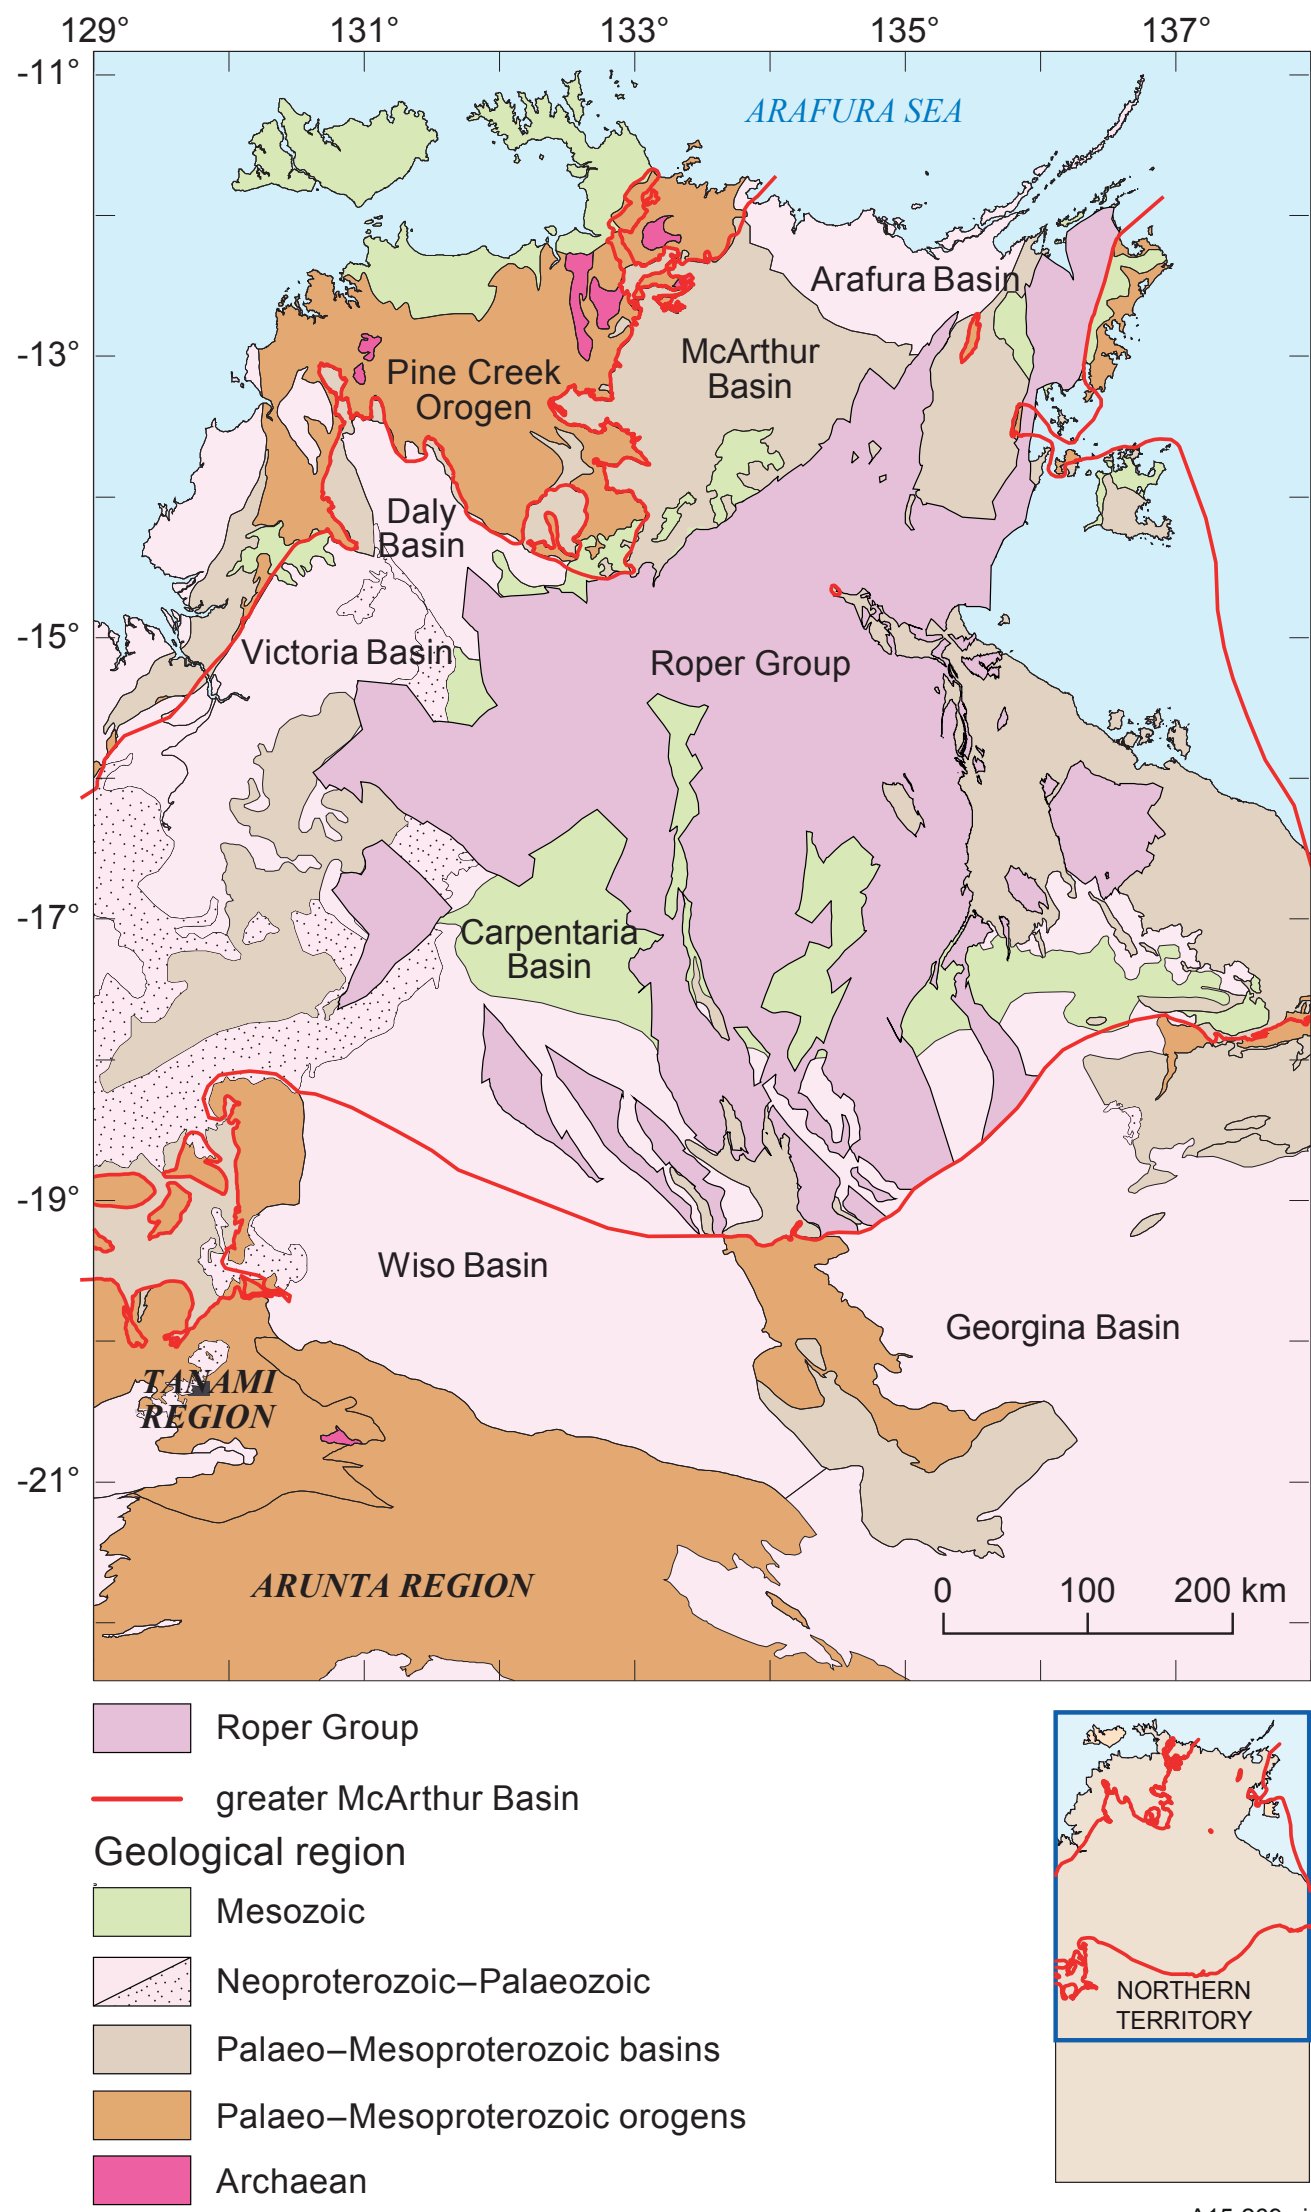 129° 131° 133° 135° 137°
-11°
ARAFURA SEA
Arafura Basin
-13°
McArthur
Basin
Pine Creek
Orogen
Daly
Basin
-15°
Victoria Basin
Roper Group
-17°
Carpentaria
Basin
-19°
Wiso Basin
Georgina Basin
TANAMI
REGION
-21°
ARUNTA REGION
0 100 200 km
Roper Group
greater McArthur Basin
Geological region
Mesozoic
Neoproterozoic–Palaeozoic
Palaeo–Mesoproterozoic basins
Palaeo–Mesoproterozoic orogens
Archaean
NORTHERN
TERRITORY